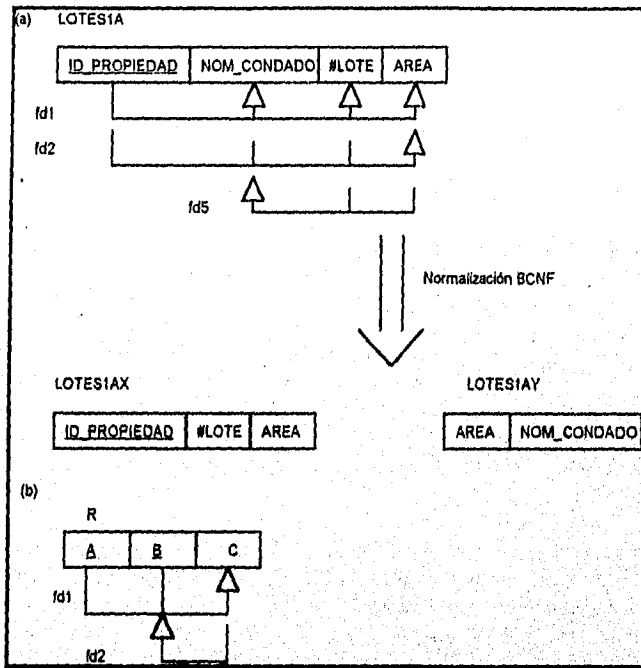 (a) LOTES1A
ID_PROPIEDAD NOM_CONDADO #LOTE AREA
fd1
fd2
fd5
Normalización BCNF
LOTES1AX LOTES1AY
ID_PROPIEDAD #LOTE AREA AREA NOM_CONDADO
(b)
R
A B C
fd1
fd2